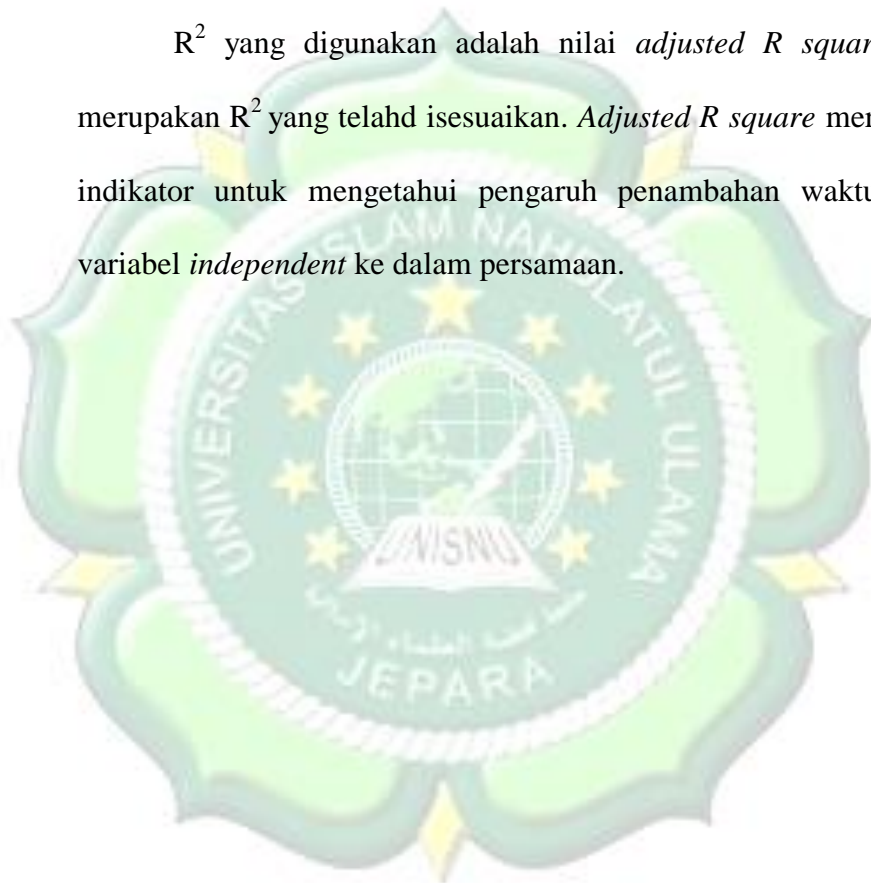 R² yang digunakan adalah nilai adjusted R squar
merupakan R² yang telahd isesuaikan. Adjusted R square mer
indikator untuk mengetahui pengaruh penambahan waktu
variabel independent ke dalam persamaan.
UNIVERSITAS ISLAM NAHDLATUL ULAMA
UNISNU
JEPARA